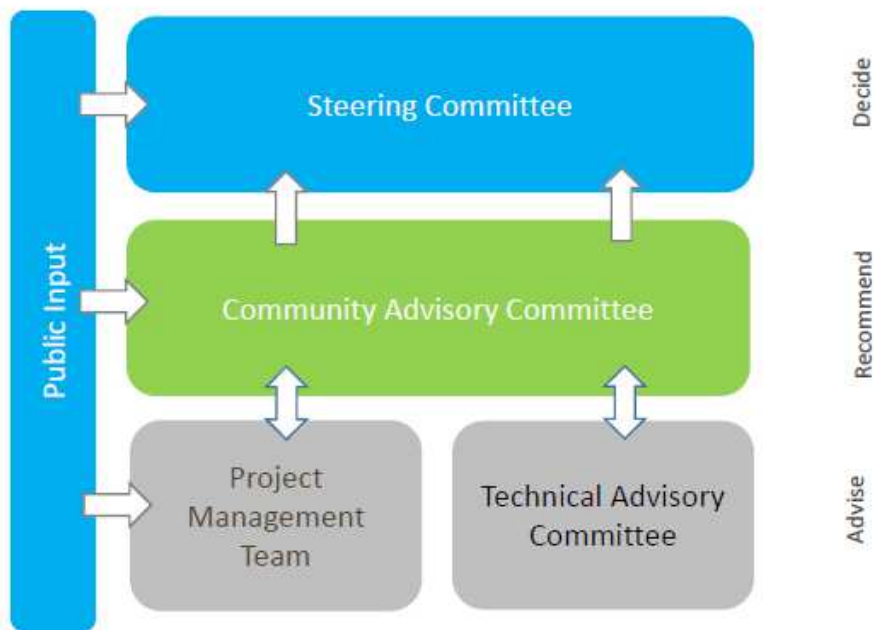 Public Input
Steering Committee
Decide
Community Advisory Committee
Recommend
Project
Management
Team
Technical Advisory
Committee
Advise